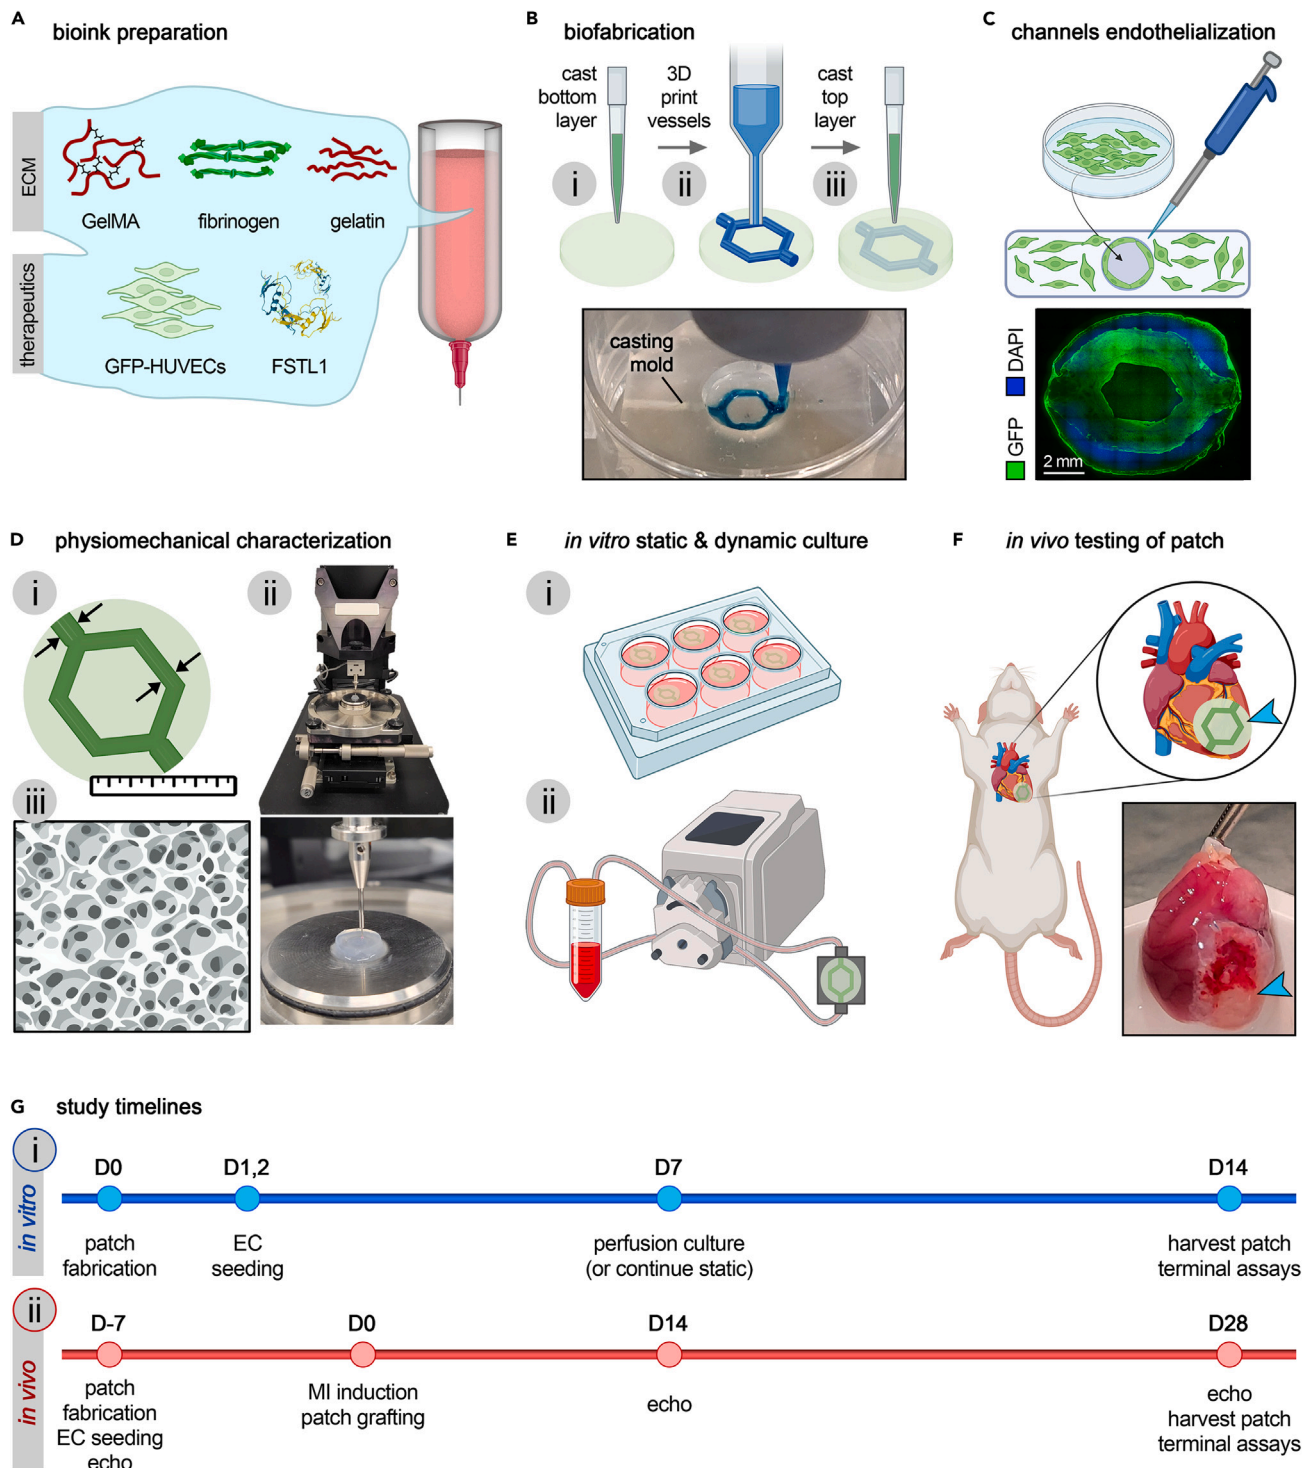 A
bioink preparation
ECM
GelMA
fibrinogen
gelatin
therapeutics
GFP-HUVECs
FSTL1
B
biofabrication
cast
bottom
layer
3D
print
vessels
cast
top
layer
i
ii
iii
casting
mold
C
channels endothelialization
GFP
DAPI
2 mm
D
physiomechanical characterization
i
ii
iii
E
in vitro static & dynamic culture
i
ii
F
in vivo testing of patch
G
study timelines
i
in vitro
D0
D1,2
D7
D14
patch
fabrication
EC
seeding
perfusion culture
(or continue static)
harvest patch
terminal assays
ii
in vivo
D-7
D0
D14
D28
patch
fabrication
EC seeding
echo
MI induction
patch grafting
echo
echo
harvest patch
terminal assays